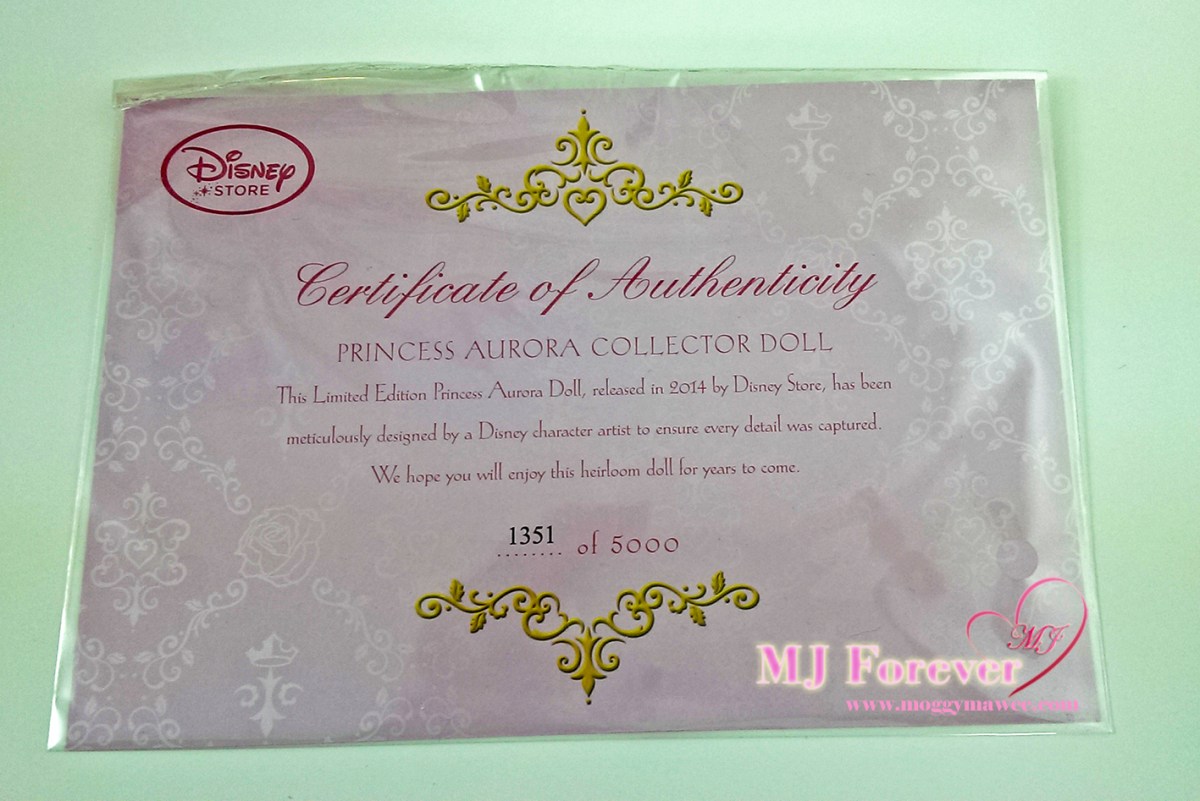 Disney
STORE
Certificate of Authenticity
PRINCESS AURORA COLLECTOR DOLL
This Limited Edition Princess Aurora Doll, released in 2014 by Disney Store, has been
meticulously designed by a Disney character artist to ensure every detail was captured.
We hope you will enjoy this heirloom doll for years to come.
1351 of 5000
MJ
MJ Forever
www.moggymawee.com